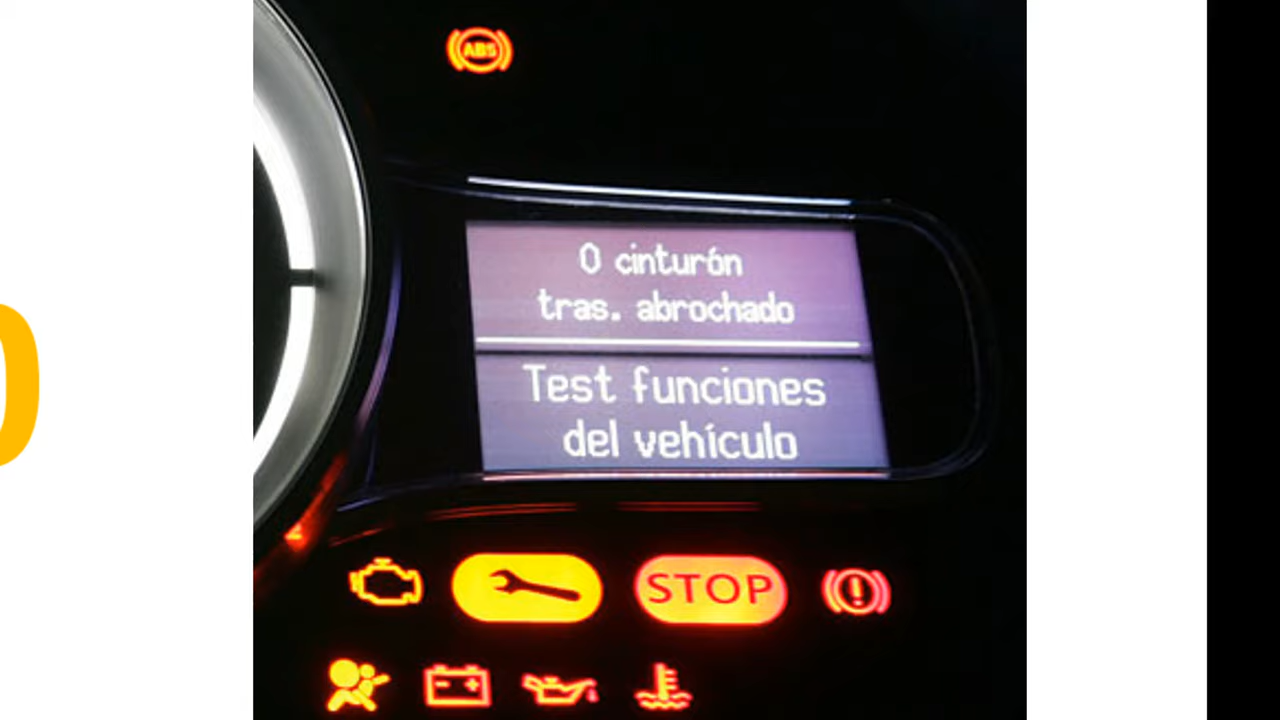 ABS
0 cinturón
tras. abrochado
Test funciones
del vehículo
STOP